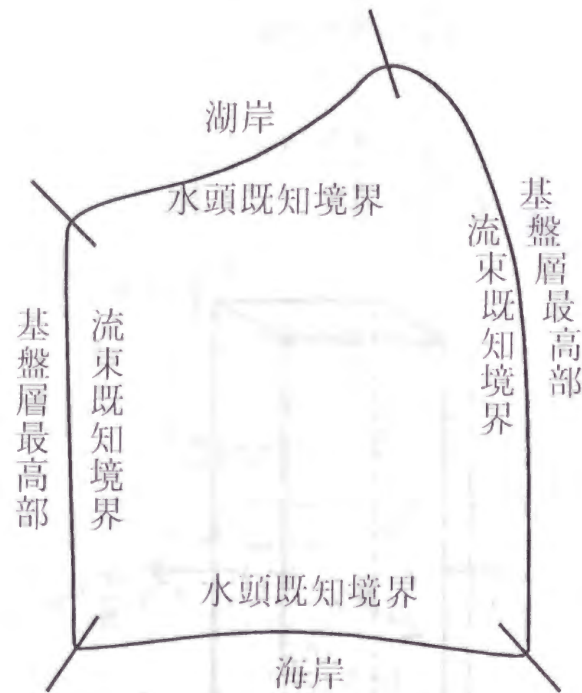 湖岸
水頭既知境界
基盤層最高部
流束既知境界
基盤層最高部
流束既知境界
水頭既知境界
海岸